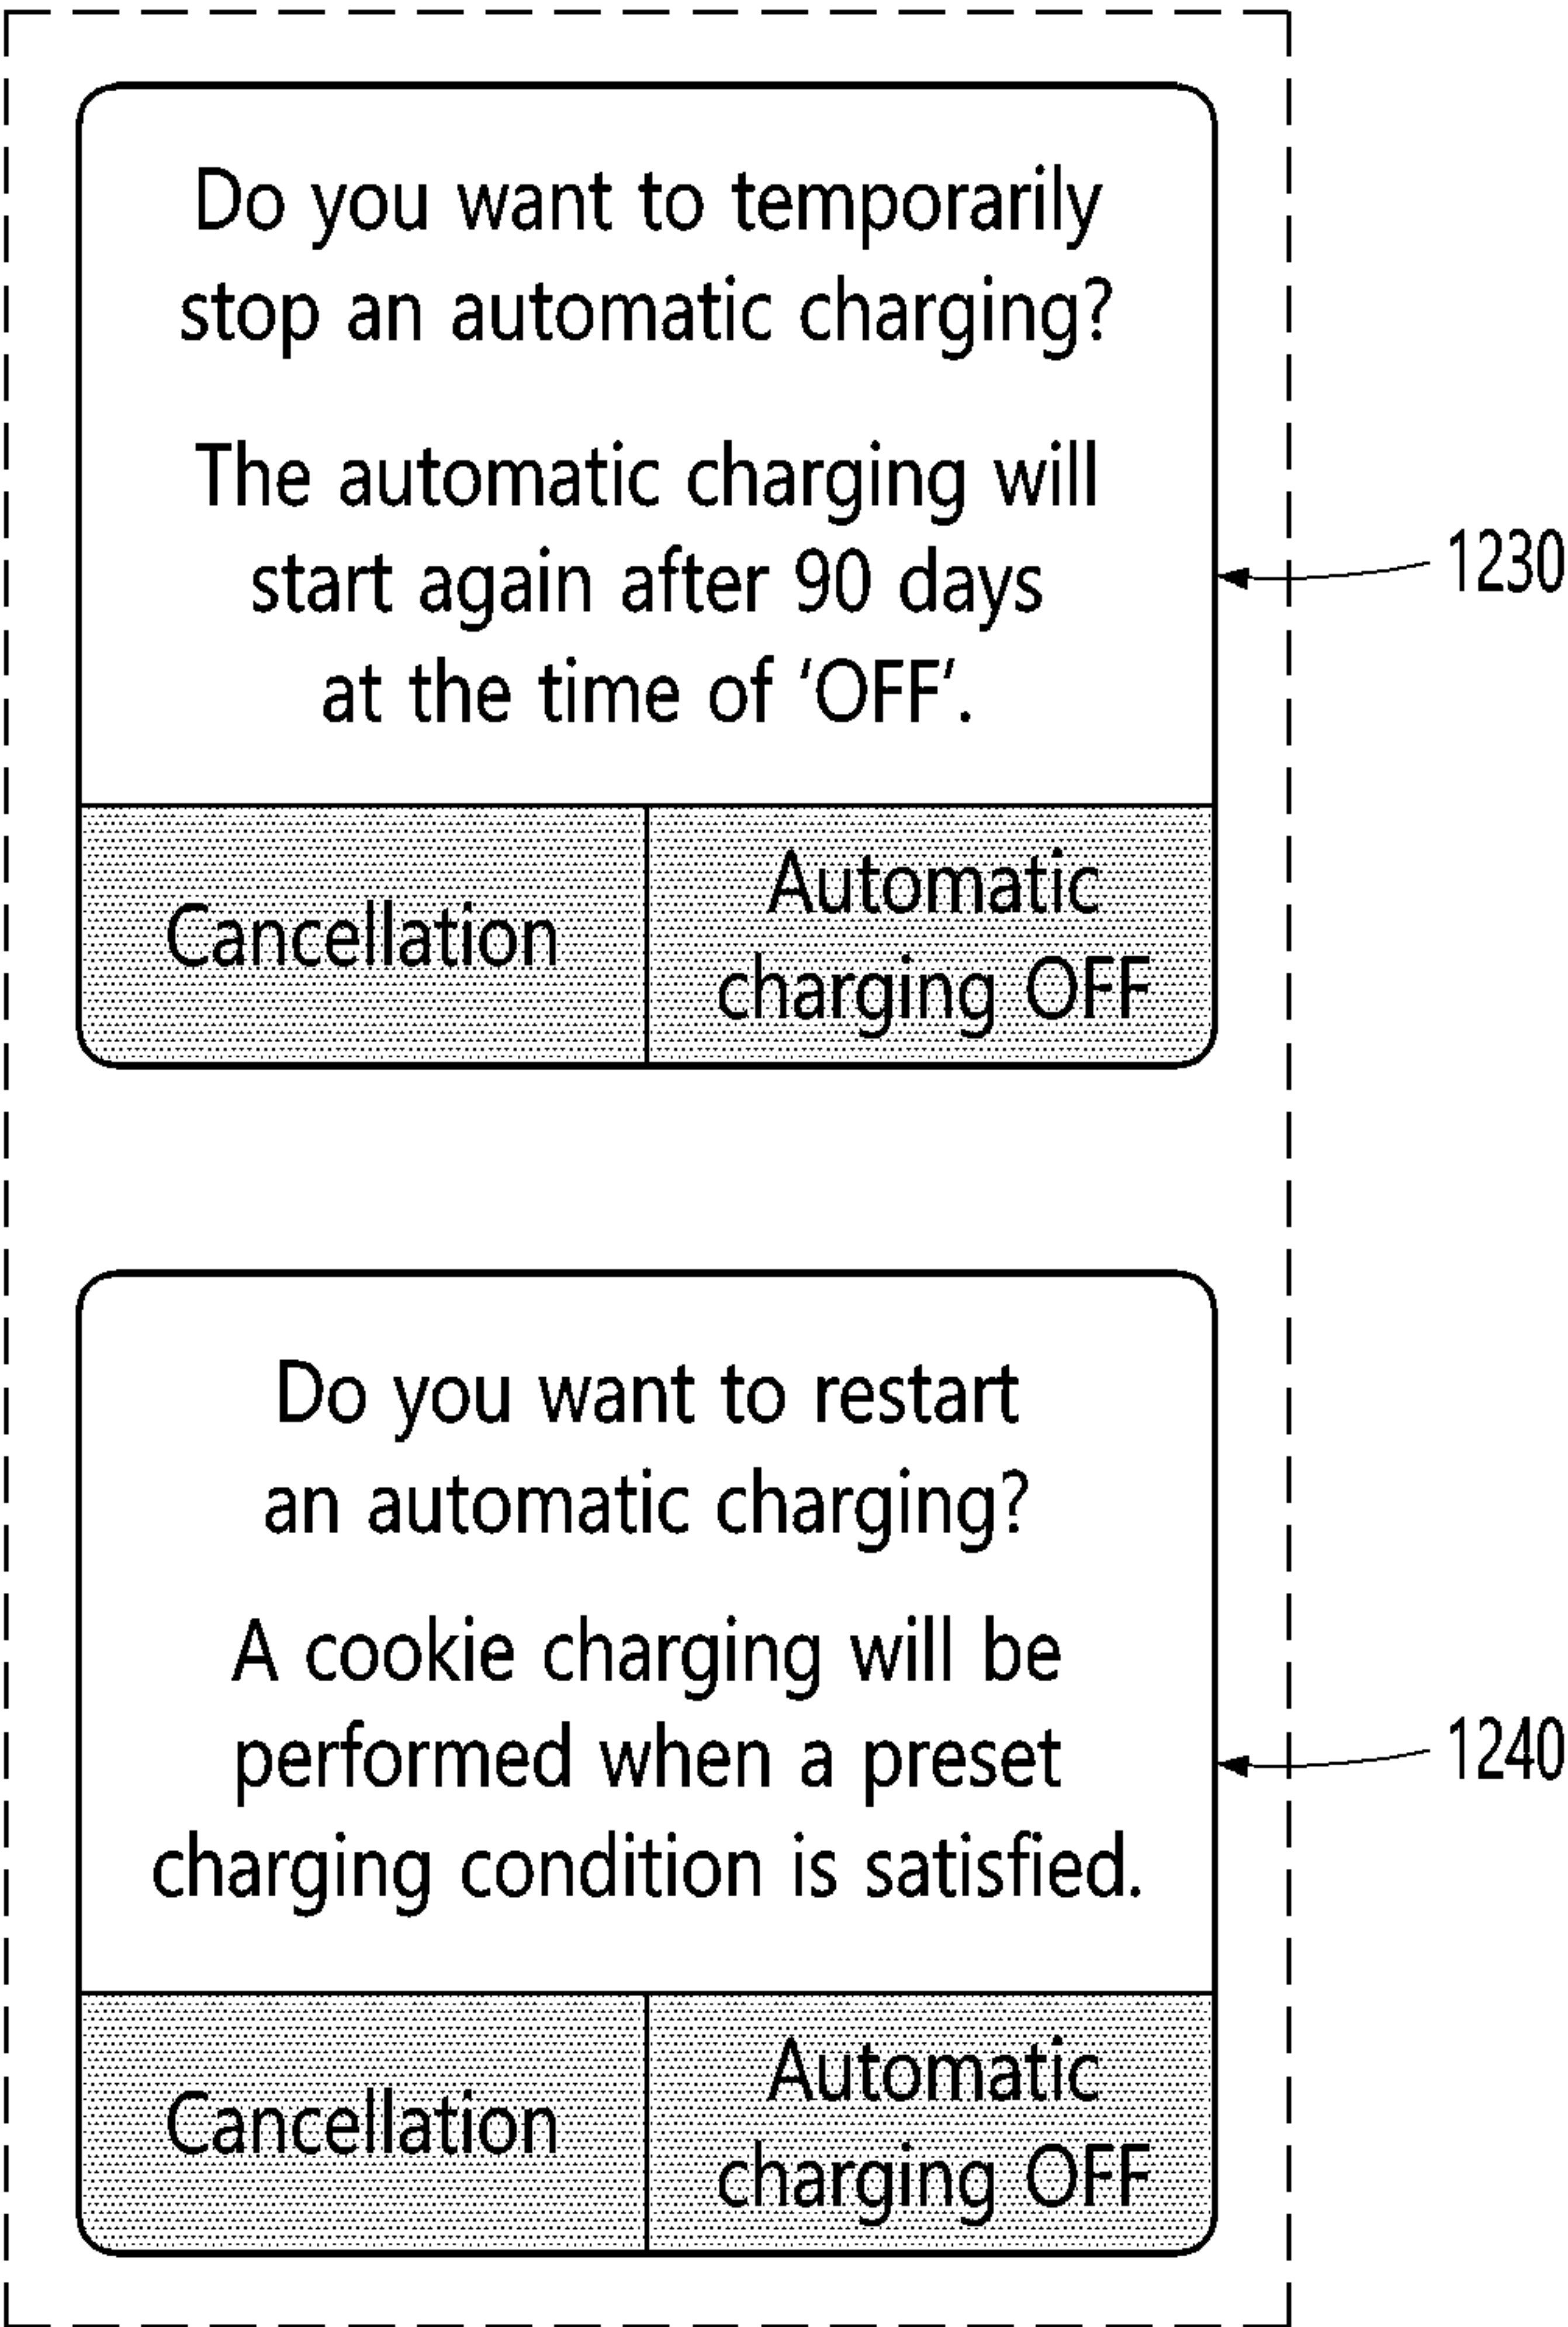 Do you want to temporarily
stop an automatic charging?
The automatic charging will
start again after 90 days
at the time of 'OFF'.
1230
Cancellation
Automatic
charging OFF
Do you want to restart
an automatic charging?
A cookie charging will be
performed when a preset
charging condition is satisfied.
1240
Cancellation
Automatic
charging OFF